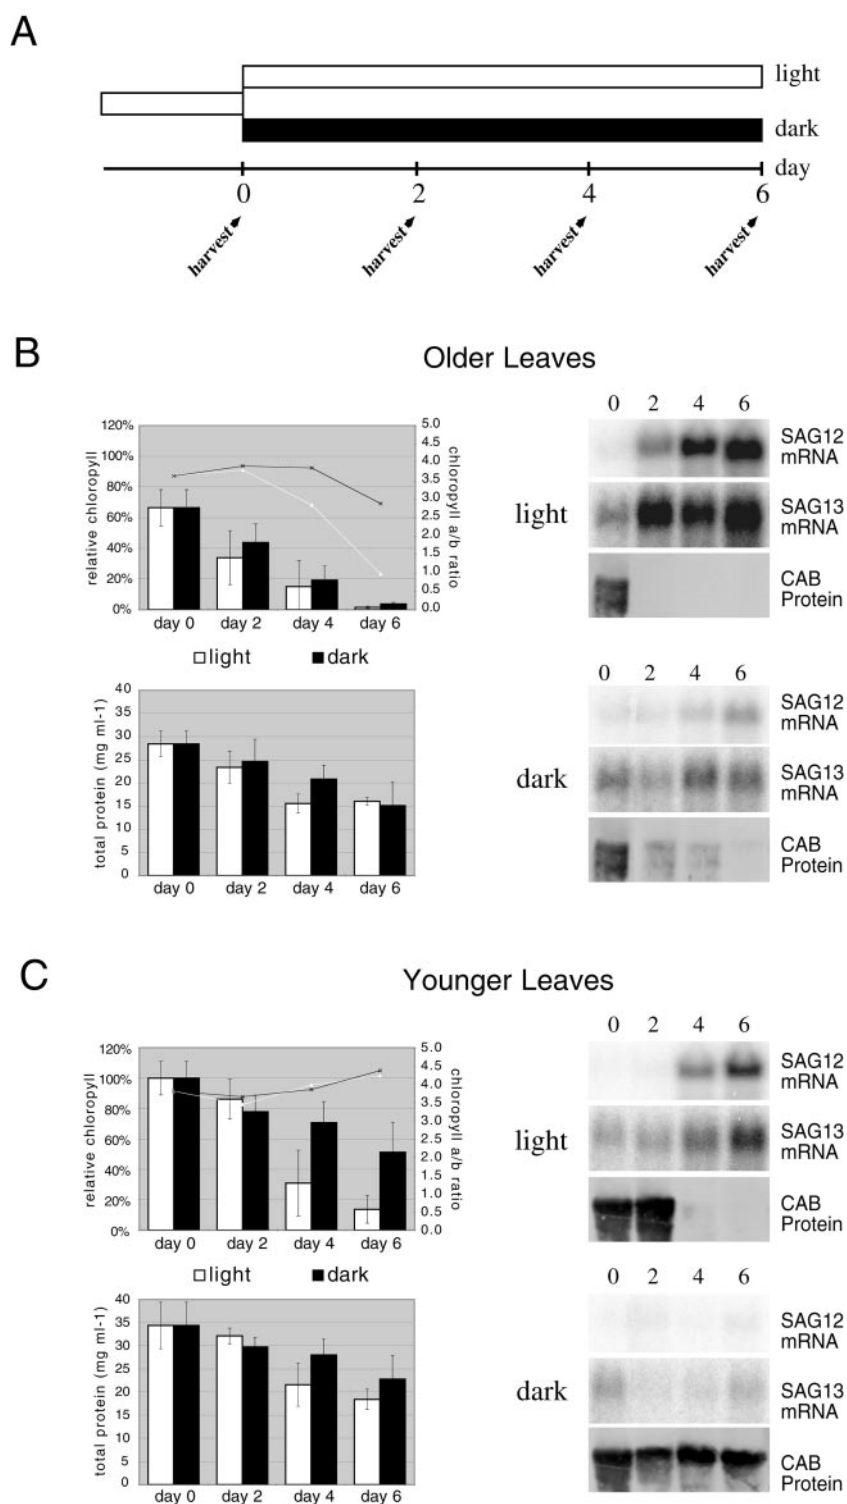 A
light
dark
day
0 2 4 6
harvest harvest harvest harvest
B
Older Leaves
relative chlorophyll
120%
100%
80%
60%
40%
20%
0%
5.0
4.5
4.0
3.5
3.0
2.5
2.0
1.5
1.0
0.5
0.0
chlorophyll a/b ratio
day 0 day 2 day 4 day 6
light dark
total protein (mg ml-1)
40
35
30
25
20
15
10
5
0
day 0 day 2 day 4 day 6
0 2 4 6
light
SAG12
mRNA
SAG13
mRNA
CAB
Protein
0 2 4 6
dark
SAG12
mRNA
SAG13
mRNA
CAB
Protein
C
Younger Leaves
relative chlorophyll
120%
100%
80%
60%
40%
20%
0%
5.0
4.5
4.0
3.5
3.0
2.5
2.0
1.5
1.0
0.5
0.0
chlorophyll a/b ratio
day 0 day 2 day 4 day 6
light dark
total protein (mg ml-1)
40
35
30
25
20
15
10
5
0
day 0 day 2 day 4 day 6
0 2 4 6
light
SAG12
mRNA
SAG13
mRNA
CAB
Protein
0 2 4 6
dark
SAG12
mRNA
SAG13
mRNA
CAB
Protein